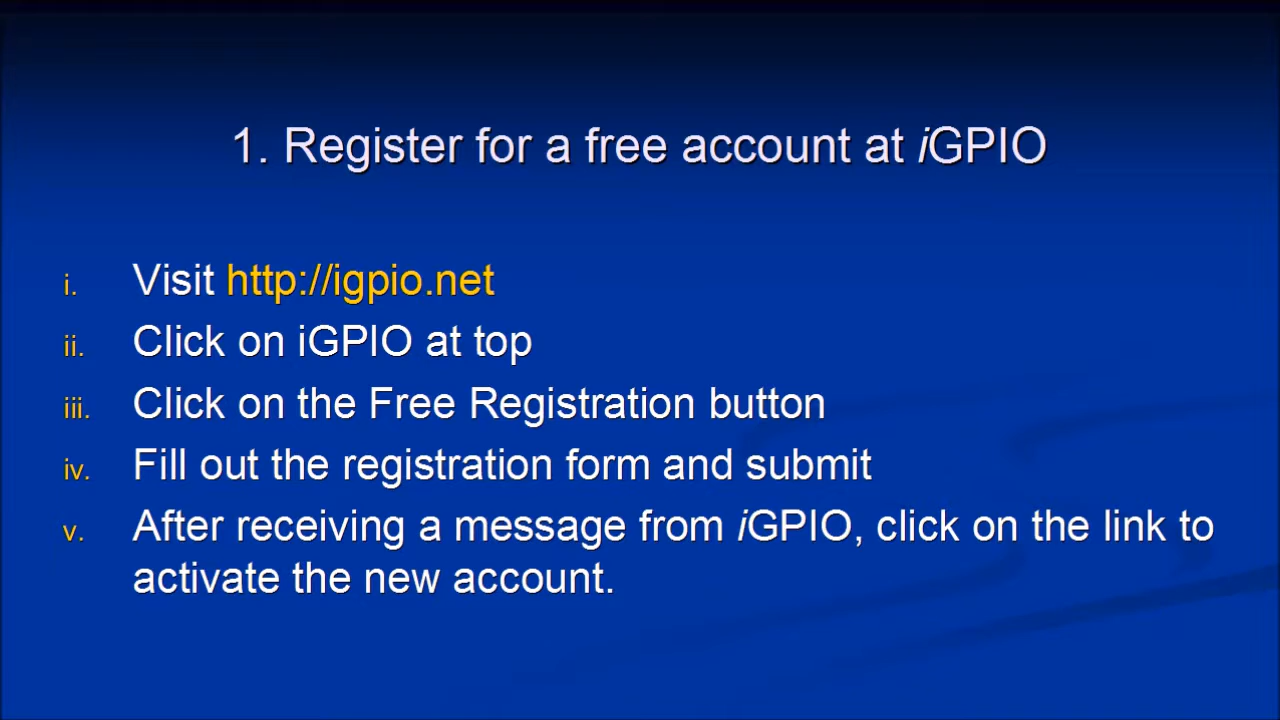 1. Register for a free account at iGPIO
i. Visit http://igpio.net
ii. Click on iGPIO at top
iii. Click on the Free Registration button
iv. Fill out the registration form and submit
v. After receiving a message from iGPIO, click on the link to
activate the new account.